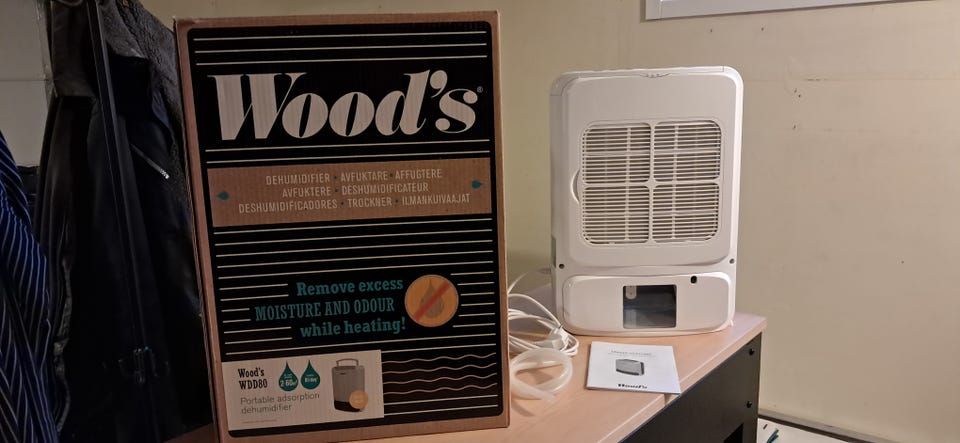 Wood's®
DEHUMIDIFIER • AVFUKTARE • AFFUGTERE
AVFUKTERE • DESHUMIDIFICATEUR
DESHUMIDIFICADORES • TROCKNER • ILMANKUIVAAJAT
Remove excess
MOISTURE AND ODOUR
while heating!
Wood's
WDD80
Portable adsorption
dehumidifier
Wood's